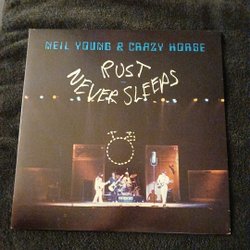 NEIL YOUNG & CRAZY HORSE
RUST
NEVER SLEEPS